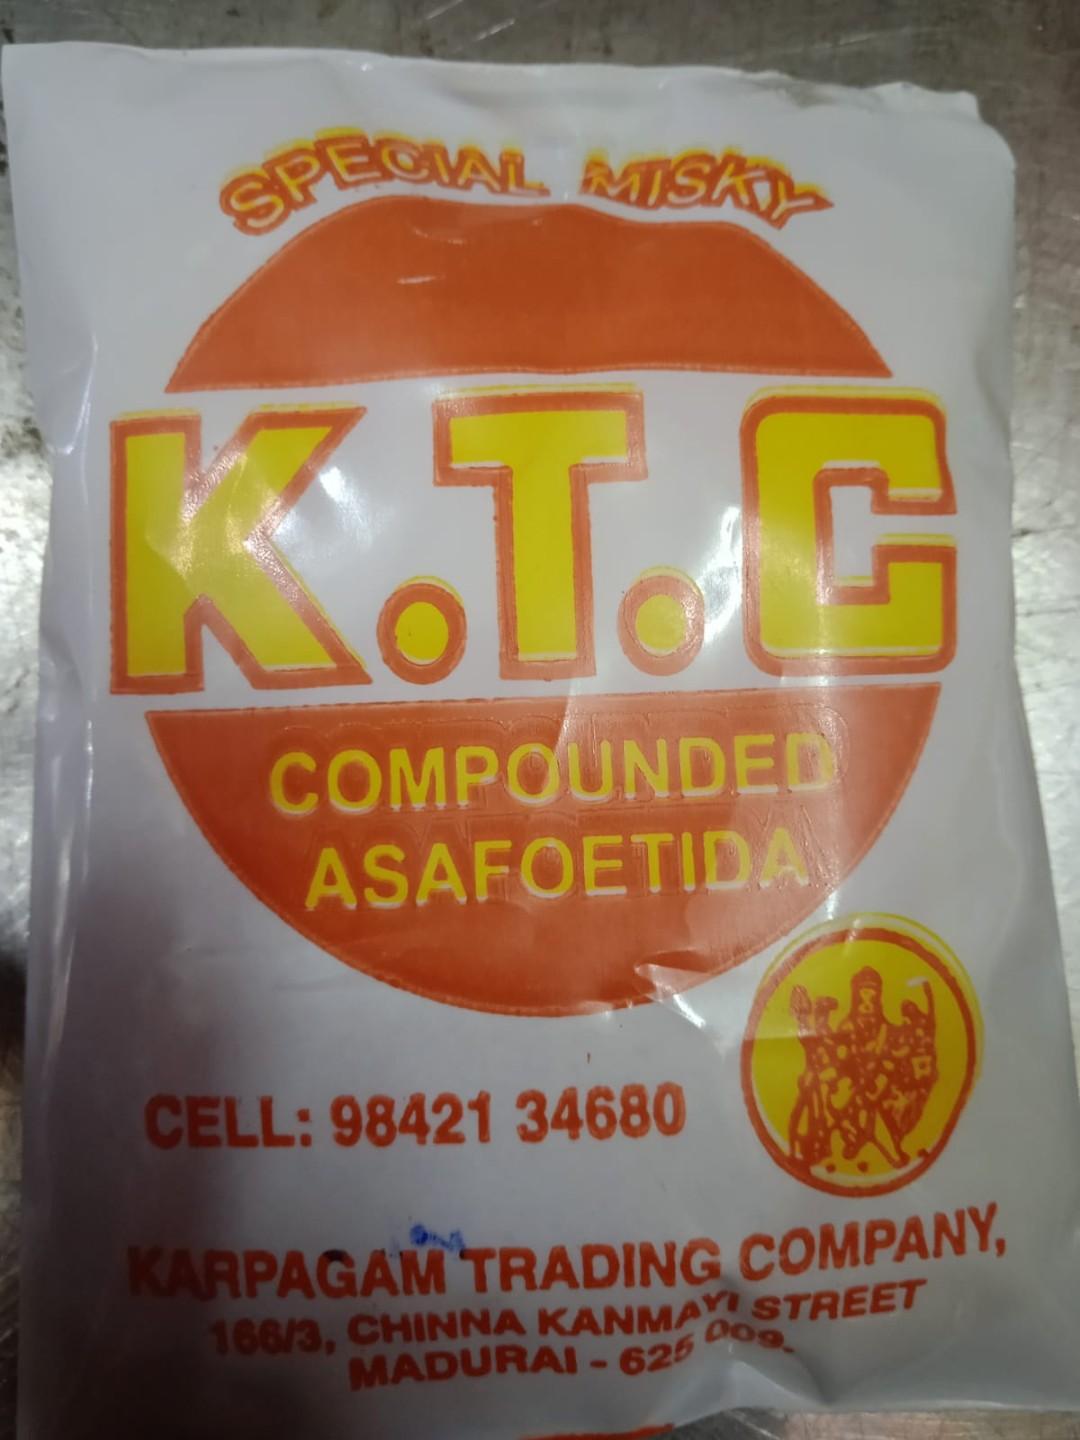 SPECIAL MISKY
K.T.C
COMPOUNDED
ASAFOETIDA
CELL: 98421 34680
KARPAGAM TRADING COMPANY,
166/3, CHINNA KANMAYI STREET
MADURAI - 625 009.